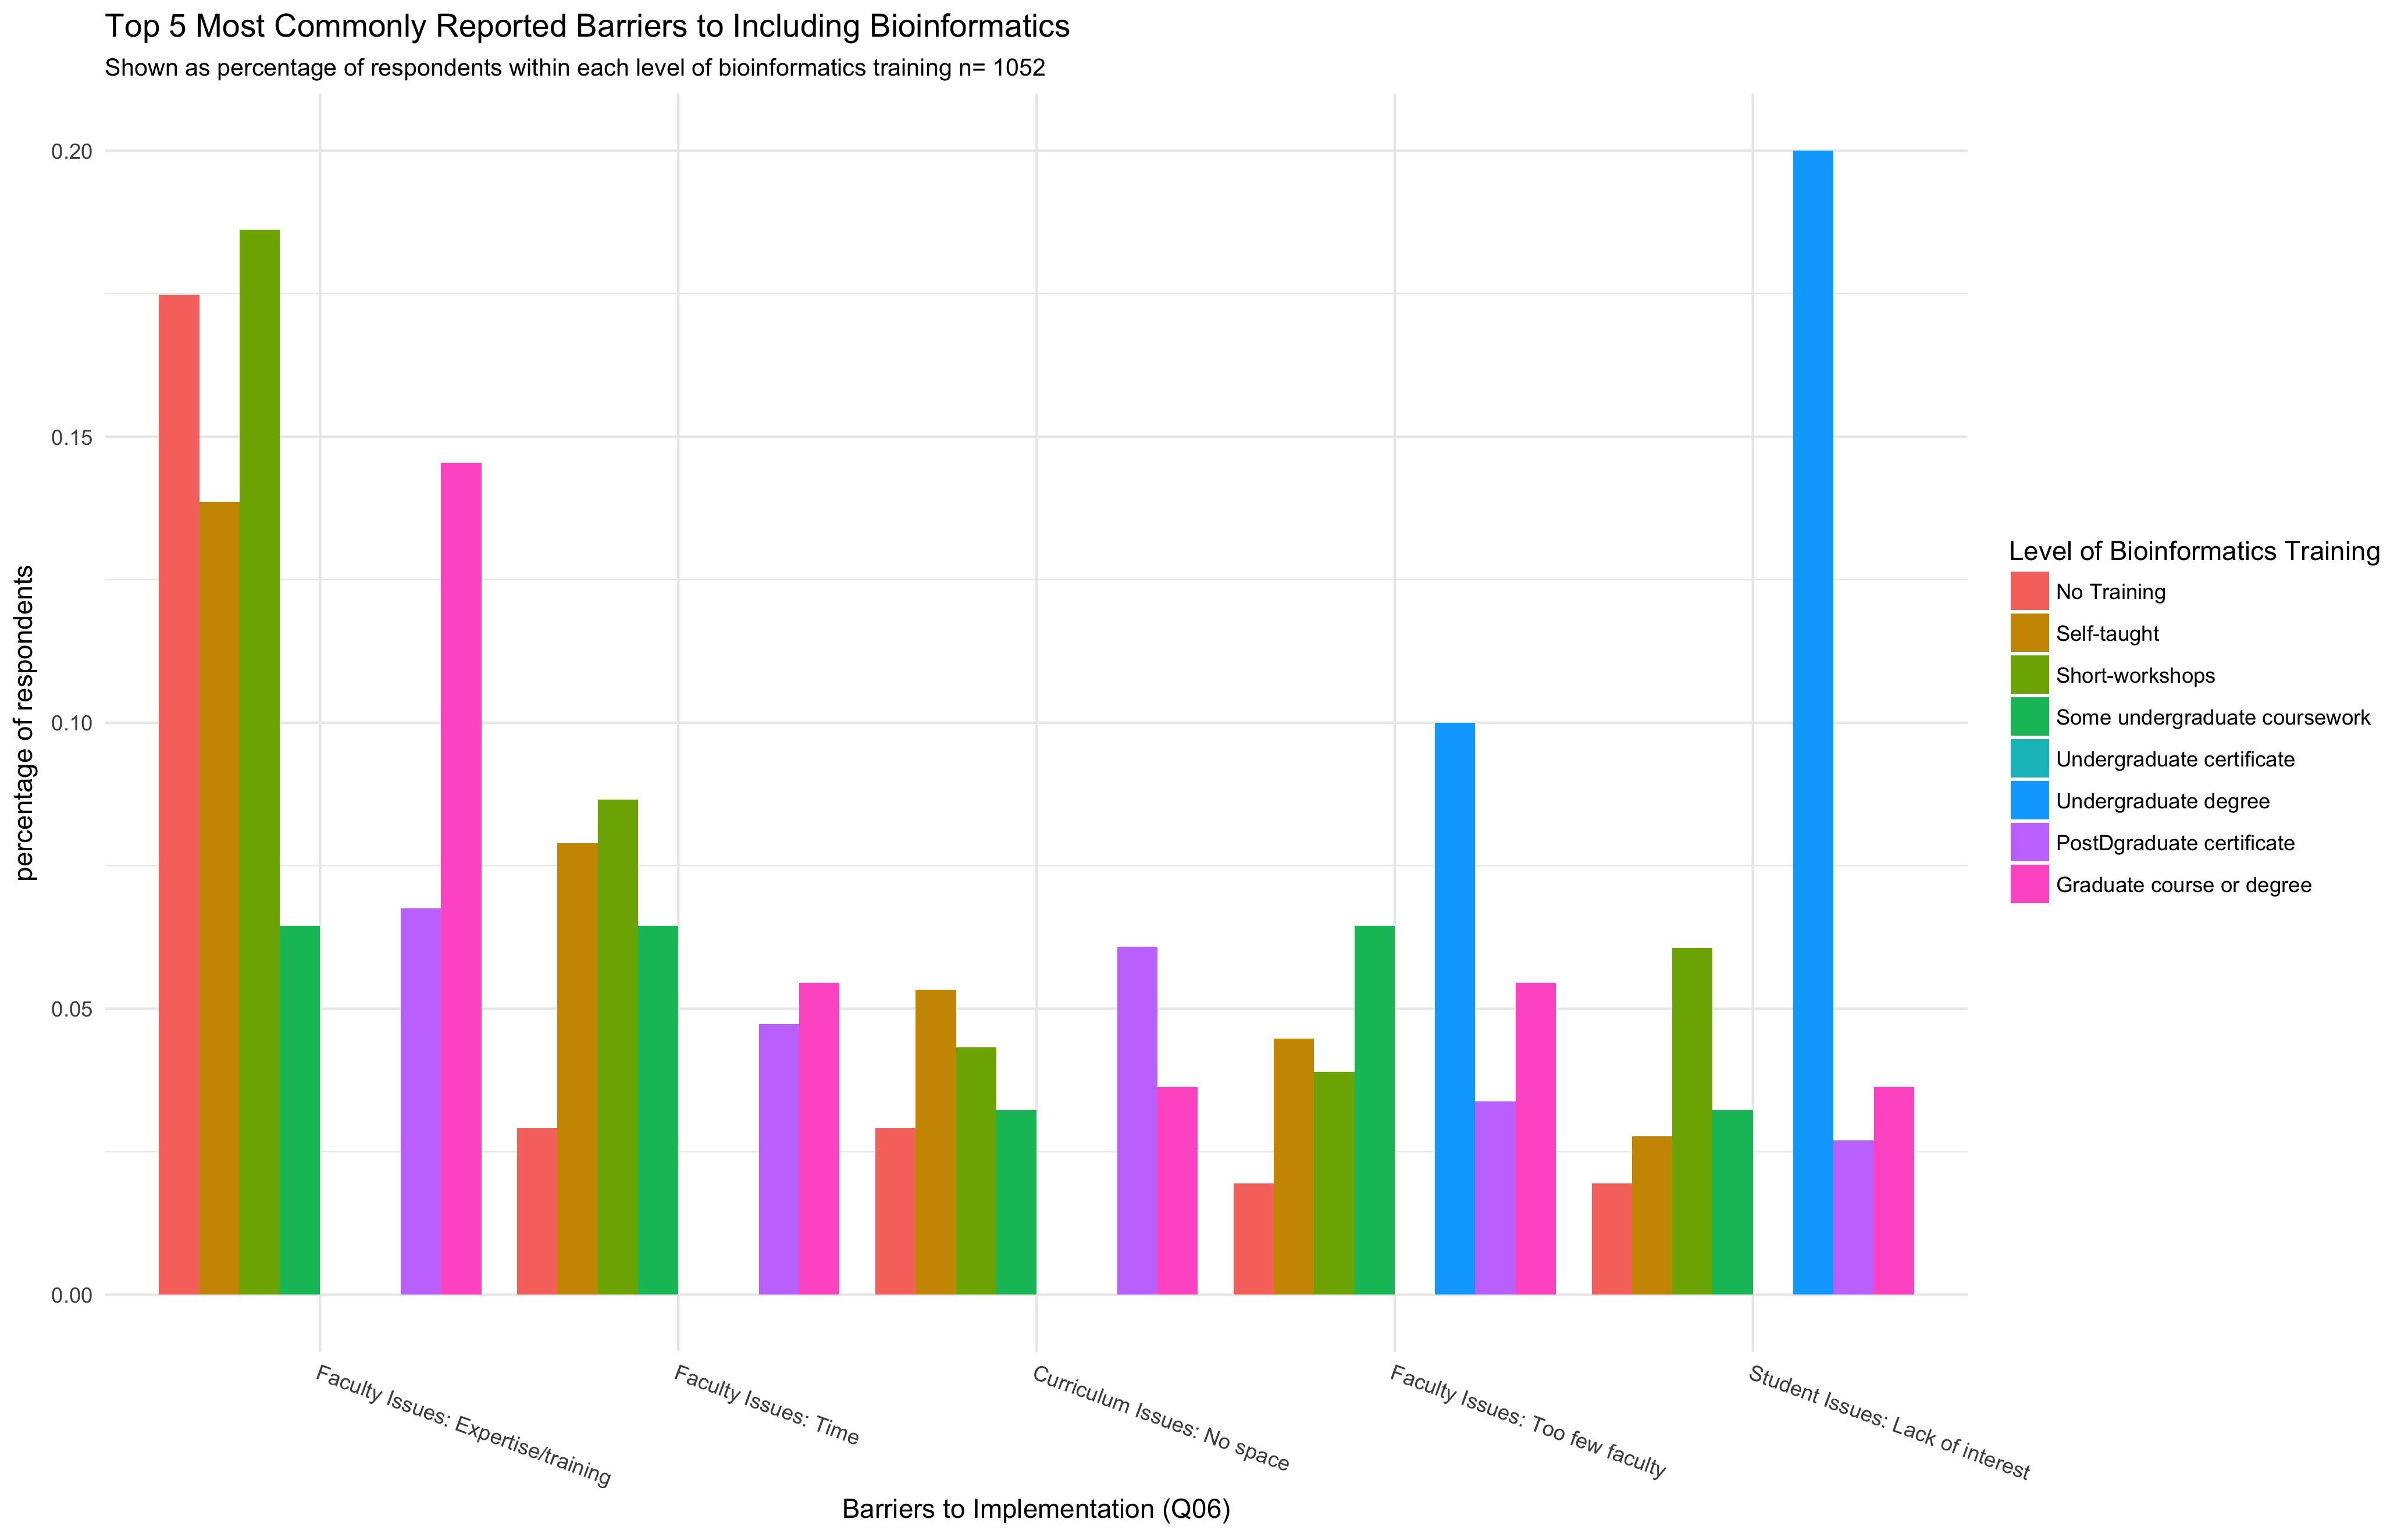 Top 5 Most Commonly Reported Barriers to Including Bioinformatics
Shown as percentage of respondents within each level of bioinformatics training n= 1052
percentage of respondents
0.20
0.15
0.10
0.05
0.00
Faculty Issues: Expertise/training
Faculty Issues: Time
Curriculum Issues: No space
Faculty Issues: Too few faculty
Student Issues: Lack of interest
Barriers to Implementation (Q06)
Level of Bioinformatics Training
No Training
Self-taught
Short-workshops
Some undergraduate coursework
Undergraduate certificate
Undergraduate degree
PostDgraduate certificate
Graduate course or degree